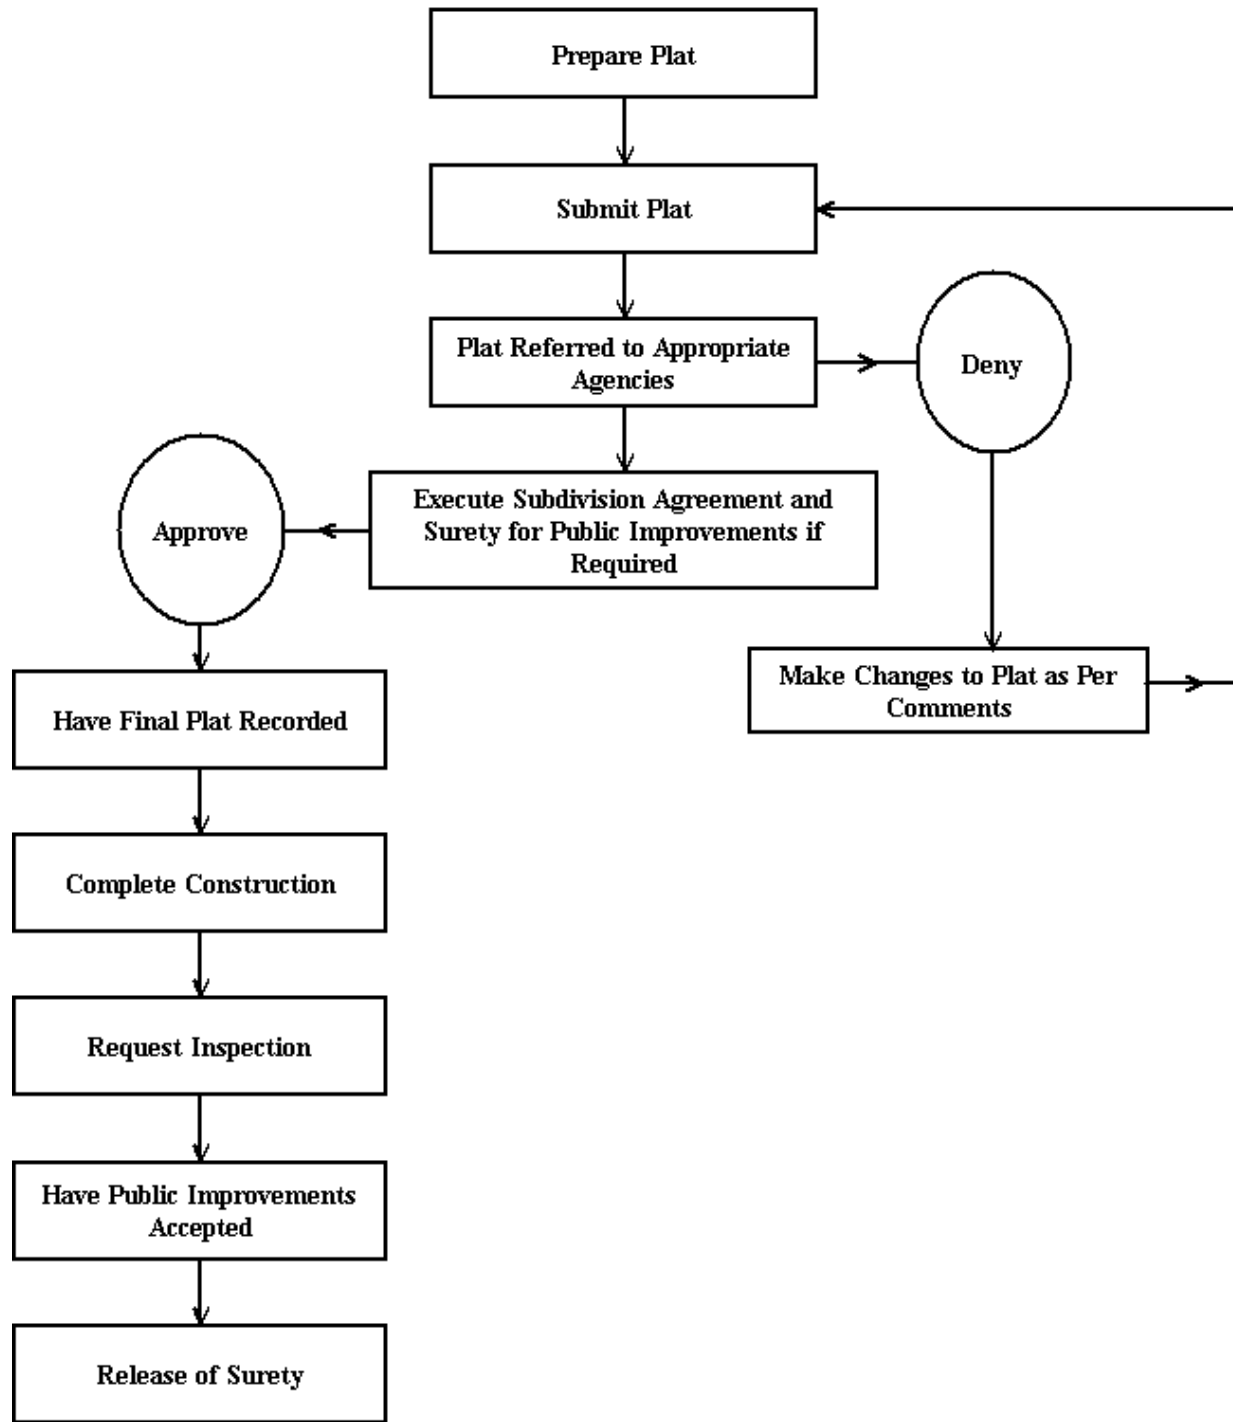 Prepare Plat
Submit Plat
Plat Referred to Appropriate
Agencies
Deny
Execute Subdivision Agreement and
Surety for Public Improvements if
Required
Approve
Make Changes to Plat as Per
Comments
Have Final Plat Recorded
Complete Construction
Request Inspection
Have Public Improvements
Accepted
Release of Surety